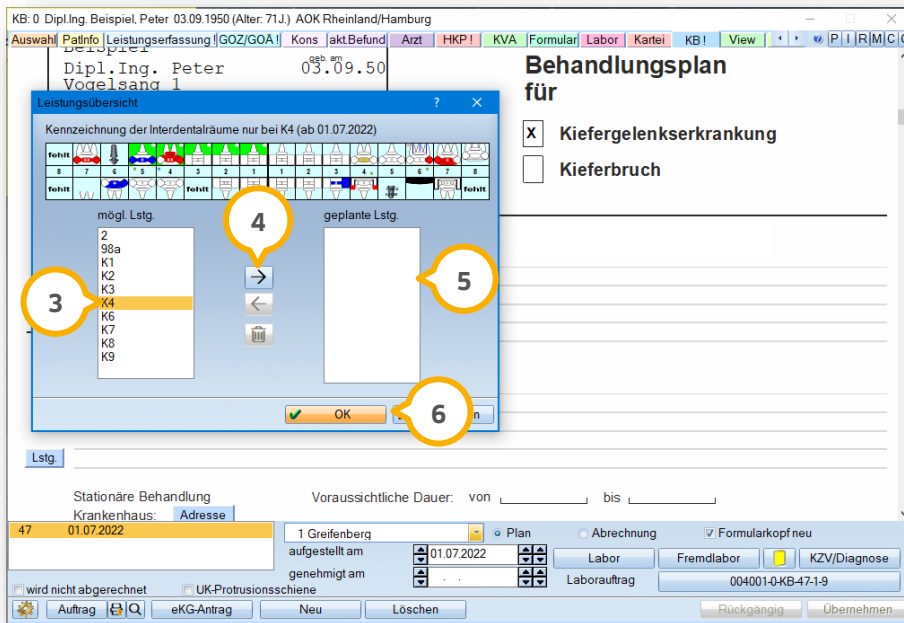 KB: 0 Dipl.Ing. Beispiel, Peter 03.09.1950 (Alter: 71J.) AOK Rheinland/Hamburg
Auswahl PatInfo Leistungserfassung! GOZ/GOÄ! Kons akt.Befund Arzt HKP! KVA Formular Labor Kartei KB! View P I R M C
Beispiel
geb. am
Dipl.Ing. Peter 03.09.50
Vogelsang 1
Behandlungsplan
für
X Kiefergelenkserkrankung
Kieferbruch
Leistungsübersicht ? ×
Kennzeichnung der Interdentalräume nur bei K4 (ab 01.07.2022)
fehlt
8 7 6 5 4 3 2 1 1 2 3 4 5 6 7 8
fehlt fehlt fehlt
mögl. Lstg. geplante Lstg.
2
98a
K1
K2
K3
K4
K6
K7
K8
K9
3
4
5
OK
6
n
Lstg.
Stationäre Behandlung Voraussichtliche Dauer: von bis
Krankenhaus: Adresse
47 01.07.2022
1 Greifenberg Plan Abrechnung Formularkopf neu
aufgestellt am 01.07.2022 Labor Fremdlabor KZV/Diagnose
genehmigt am . . Laborauftrag 004001-0-KB-47-1-9
wird nicht abgerechnet UK-Protrusionsschiene
Auftrag eKG-Antrag Neu Löschen Rückgängig Übernehmen